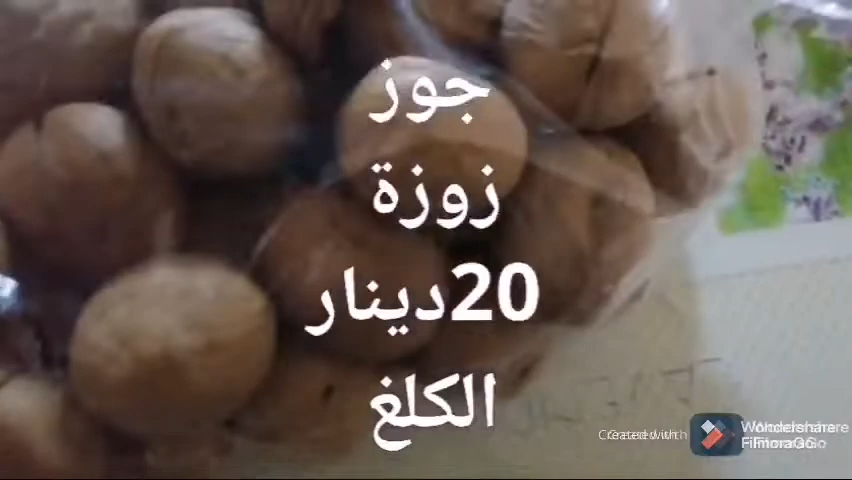 جوز
زوزة
20دينار
الكلغ
Created with
Wondershare
FilmoraGo